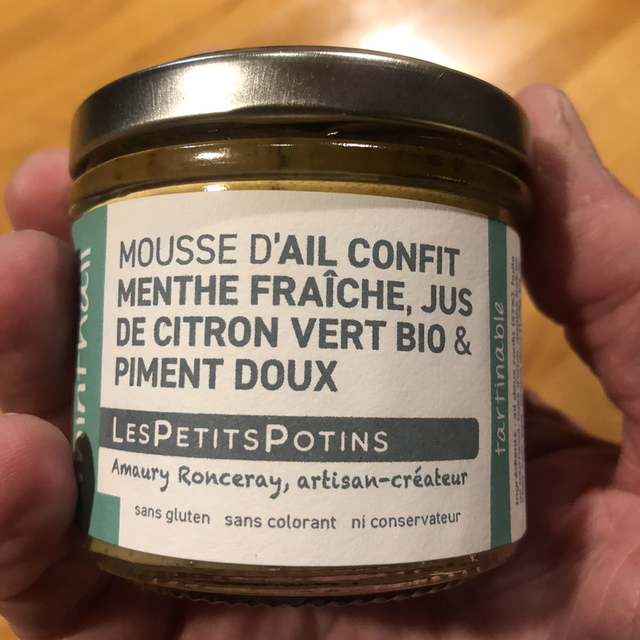 MOUSSE D'AIL CONFIT
MENTHE FRAÎCHE, JUS
DE CITRON VERT BIO &
PIMENT DOUX
LESPETITSPOTINS
Amaury Ronceray, artisan-créateur
sans gluten sans colorant ni conservateur
tartinable